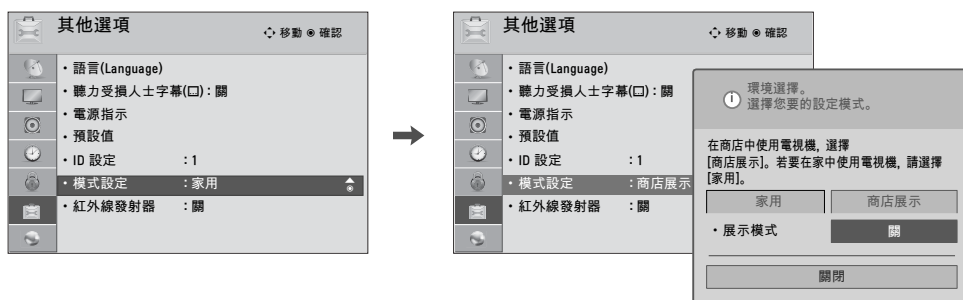 其他選項
移動 ◉ 確認
• 語言(Language)
• 聽力受損人士字幕(☐) : 關
• 電源指示
• 預設值
• ID 設定 : 1
• 模式設定 : 家用
• 紅外線發射器 : 關
其他選項
移動 ◉ 確認
• 語言(Language)
• 聽力受損人士字幕(☐) : 關
• 電源指示
• 預設值
• ID 設定 : 1
• 模式設定 : 商店展示
• 紅外線發射器 : 關
環境選擇。
選擇您要的設定模式。
在商店中使用電視機, 選擇
[商店展示]。若要在家中使用電視機, 請選擇
[家用]。
家用 商店展示
• 展示模式 關
關閉